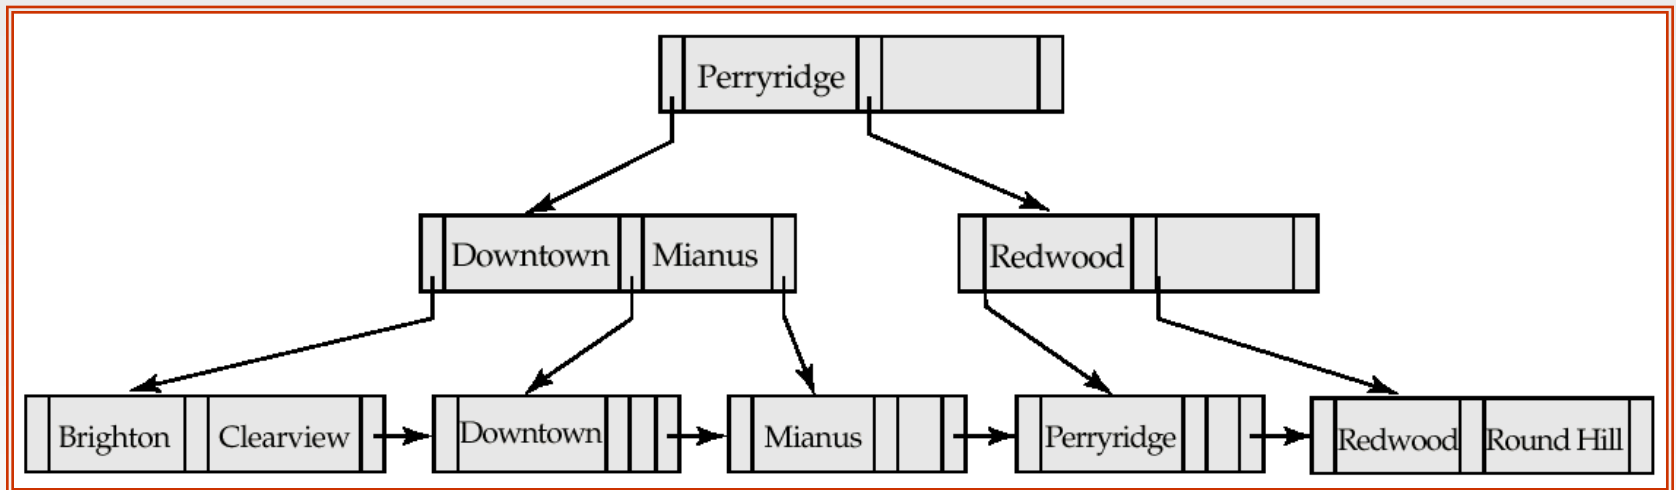 Perryridge
Downtown Mianus
Redwood
Brighton Clearview
Downtown
Mianus
Perryridge
Redwood Round Hill